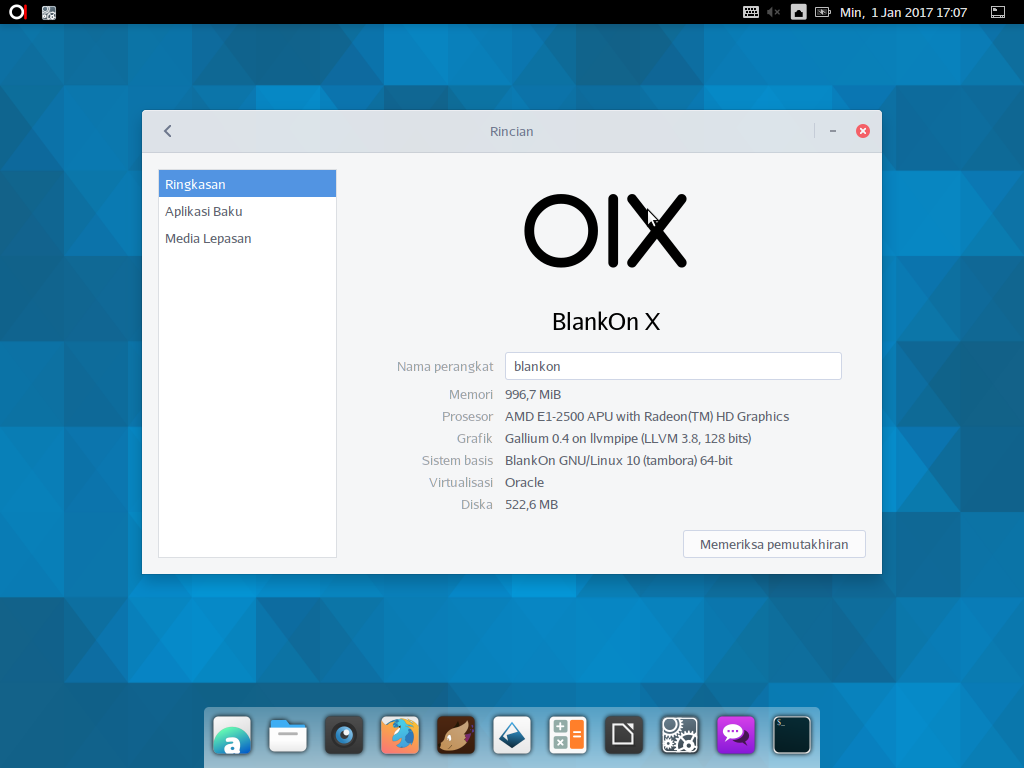 Min, 1 Jan 2017 17:07
Rincian
Ringkasan
Aplikasi Baku
Media Lepasan
OIX
BlankOn X
Nama perangkat blankon
Memori 996,7 MiB
Prosesor AMD E1-2500 APU with Radeon(TM) HD Graphics
Grafik Gallium 0.4 on llvmpipe (LLVM 3.8, 128 bits)
Sistem basis BlankOn GNU/Linux 10 (tambora) 64-bit
Virtualisasi Oracle
Diska 522,6 MB
Memeriksa pemutakhiran
a
$_